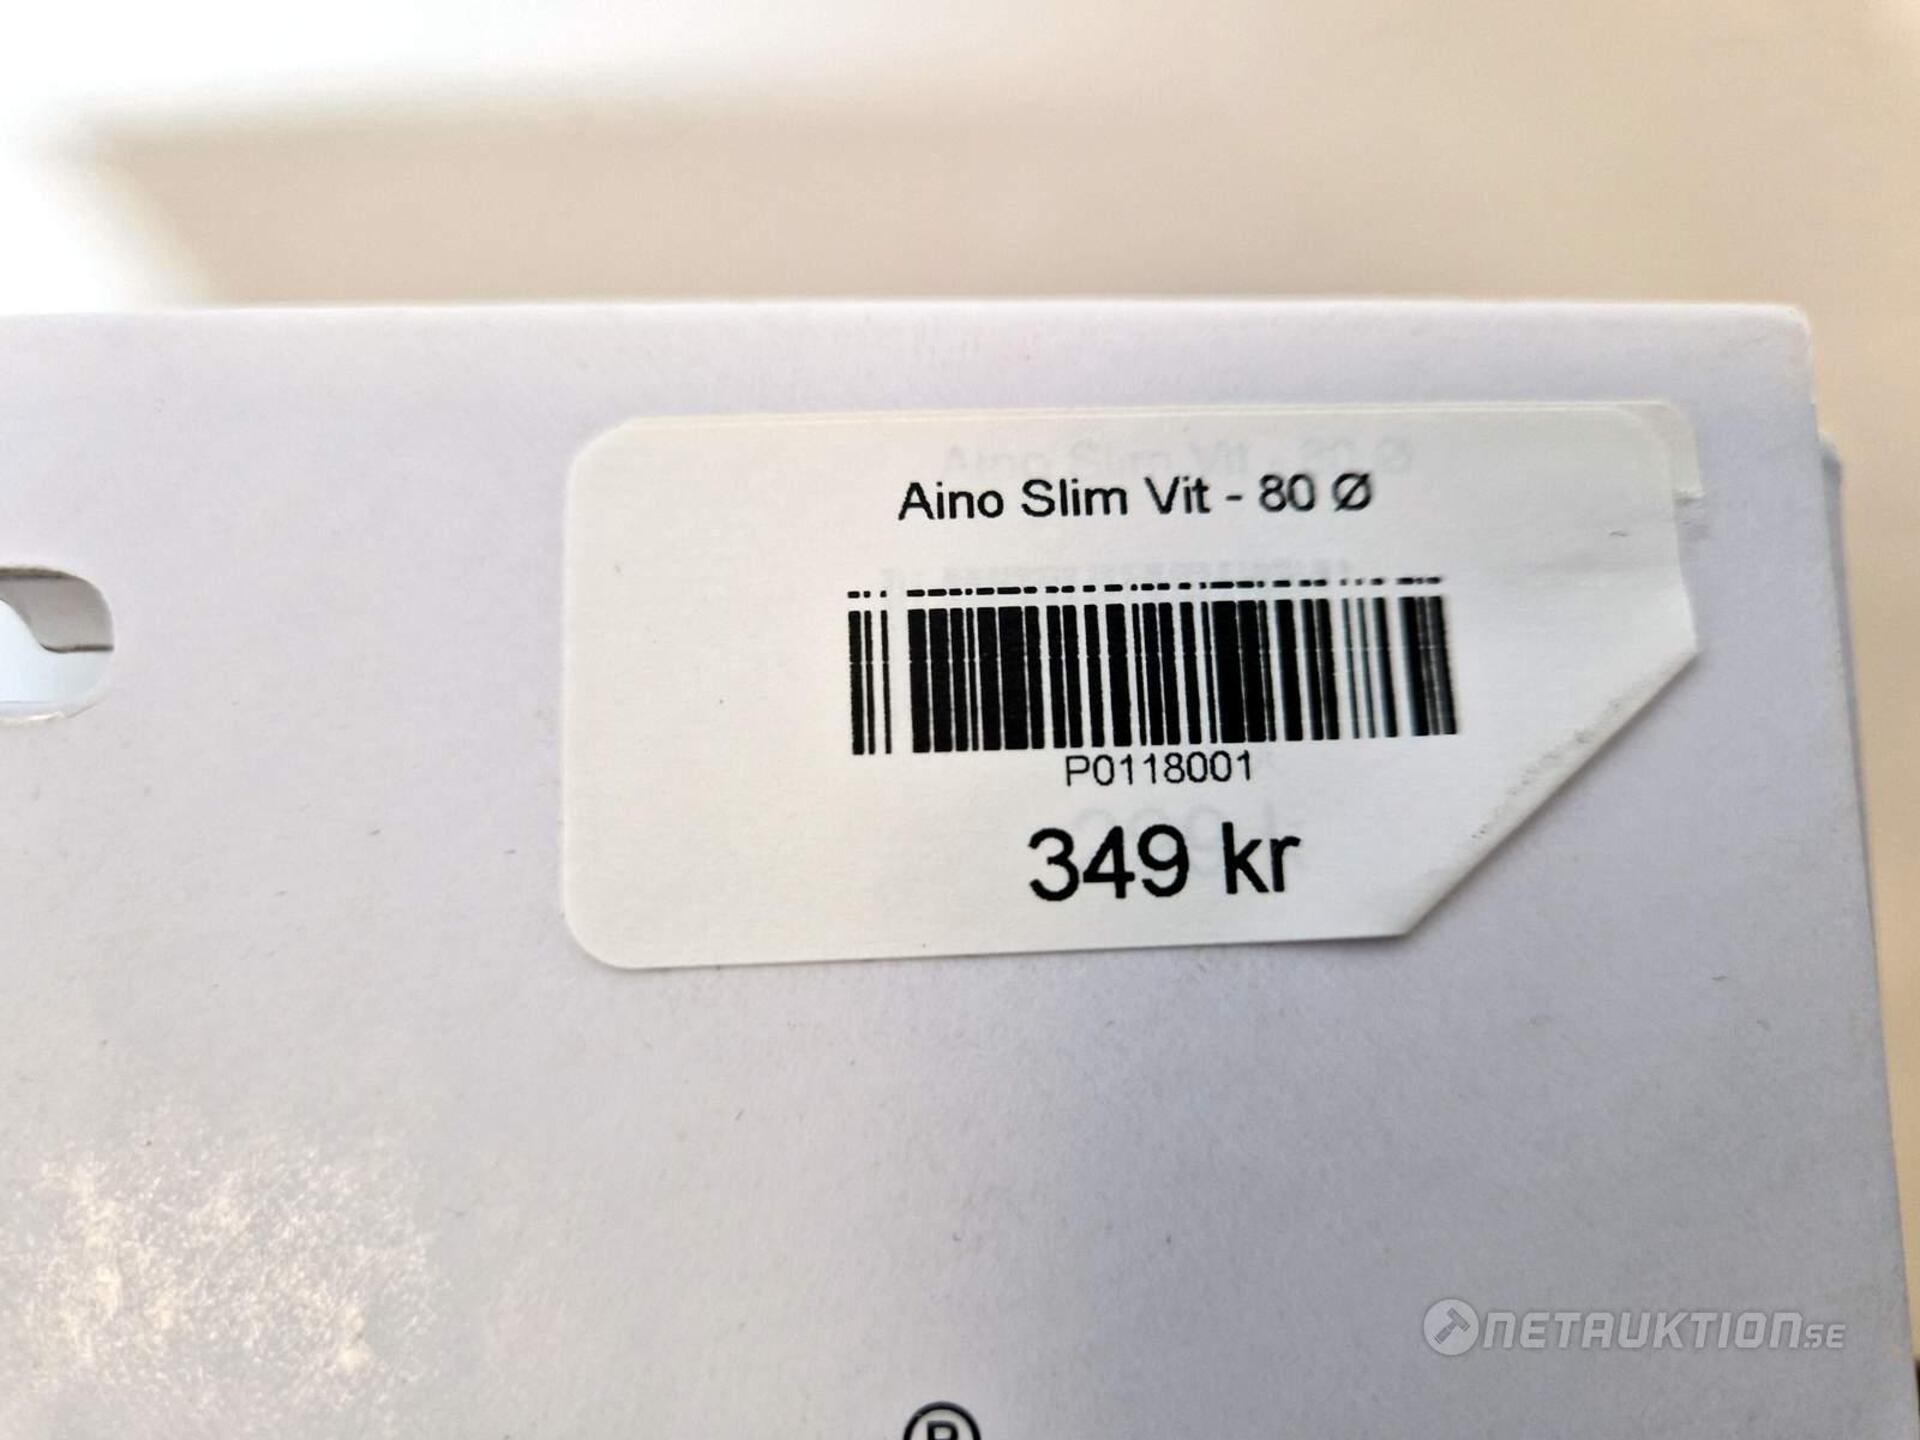 Aino Slim Vit - 80 Ø
P0118001
349 kr
NETAUKTION.SE
®